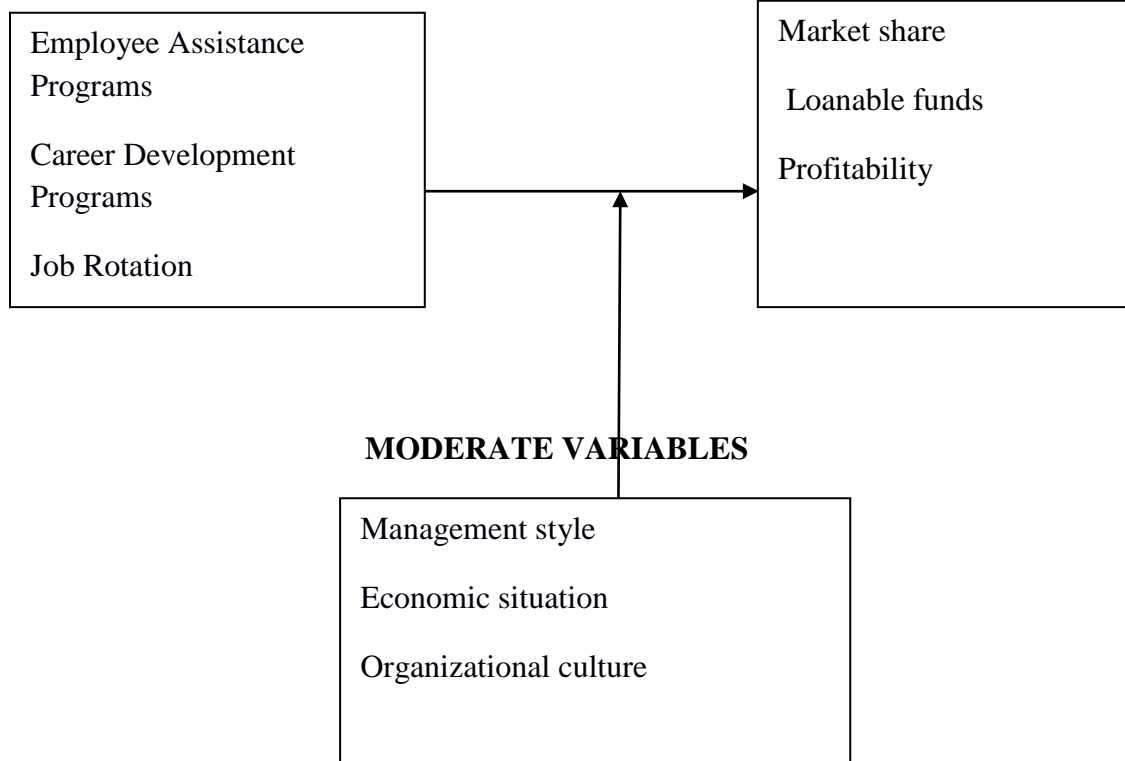 Employee Assistance
Programs
Career Development
Programs
Job Rotation
Market share
Loanable funds
Profitability
MODERATE VARIABLES
Management style
Economic situation
Organizational culture